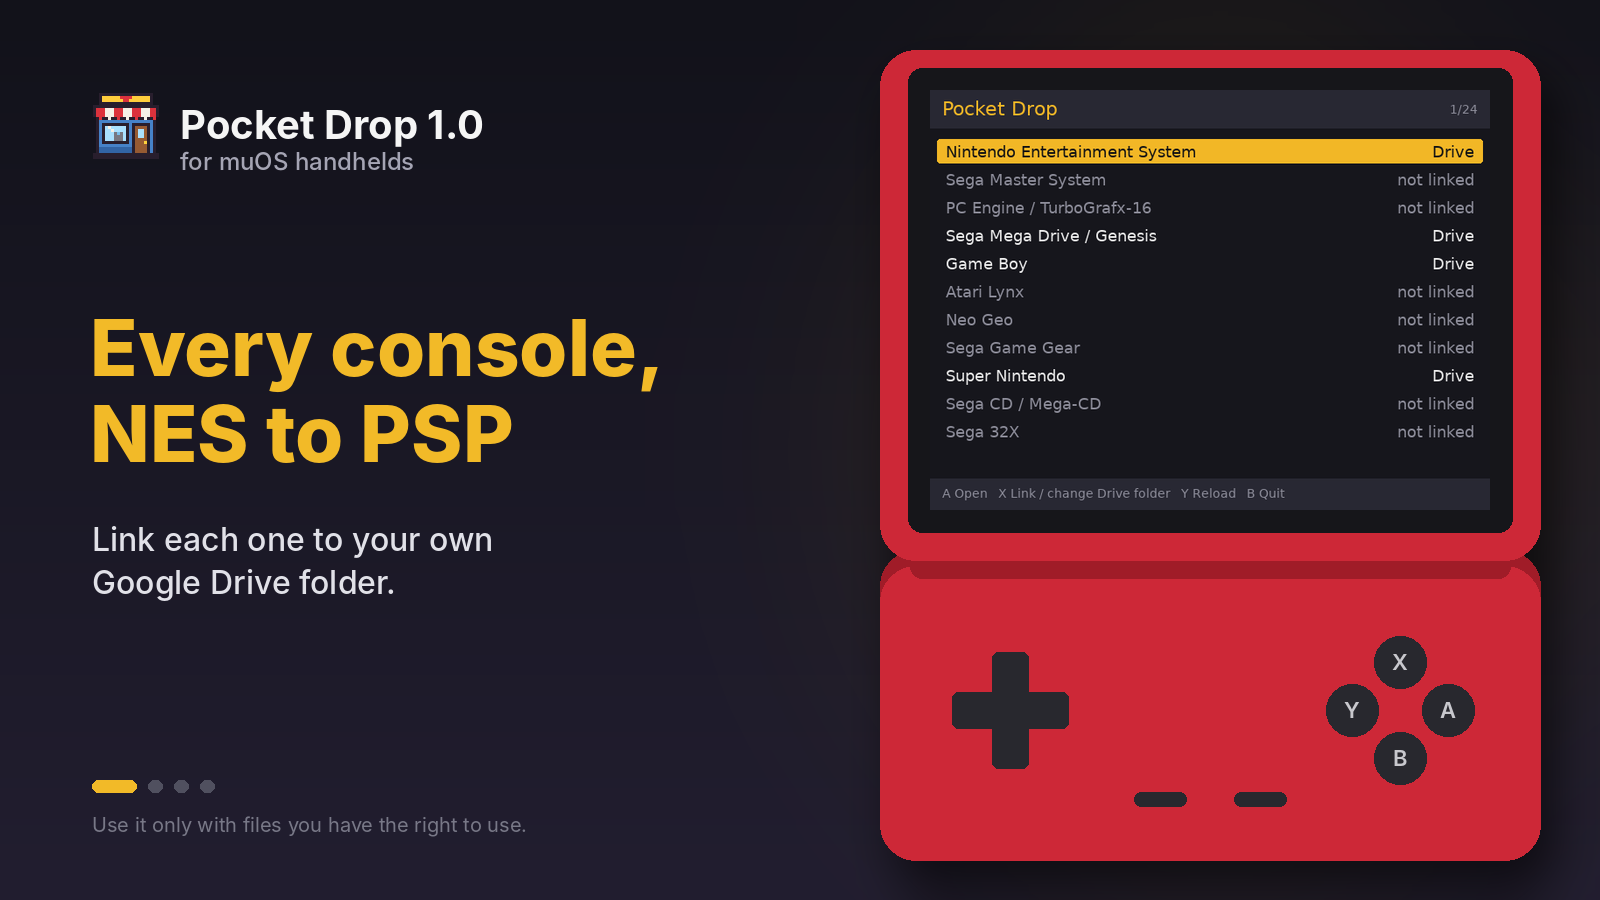 Pocket Drop 1.0
for muOS handhelds
Every console,
NES to PSP
Link each one to your own
Google Drive folder.
Use it only with files you have the right to use.
Pocket Drop 1/24
Nintendo Entertainment System Drive
Sega Master System not linked
PC Engine / TurboGrafx-16 not linked
Sega Mega Drive / Genesis Drive
Game Boy Drive
Atari Lynx not linked
Neo Geo not linked
Sega Game Gear not linked
Super Nintendo Drive
Sega CD / Mega-CD not linked
Sega 32X not linked
A Open X Link / change Drive folder Y Reload B Quit
X
Y A
B